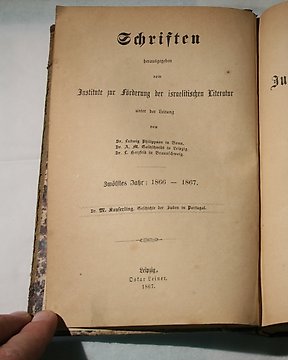 Schriften
herausgegeben
vom
Institute zur Förderung der israelitischen Literatur
unter der Leitung
von
Dr. Ludwig Philippson in Bonn.
Dr. A. M. Goldschmidt in Leipzig.
Dr. L. Herzfeld in Braunschweig.
Zwölftes Jahr: 1866 — 1867.
Dr. M. Kayserling, Geschichte der Juden in Portugal.
Leipzig,
Oskar Leiner.
1867.
Ju